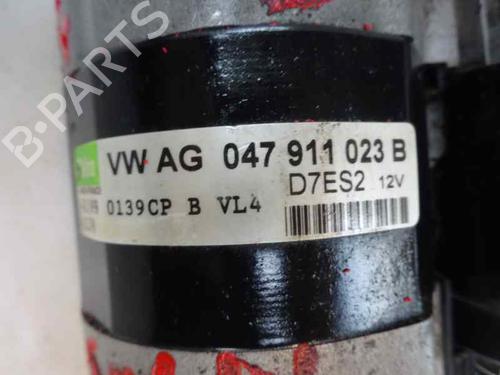 B-PARTS
VW AG 047 911 023 B
D7ES2 12V
0139CP B VL4